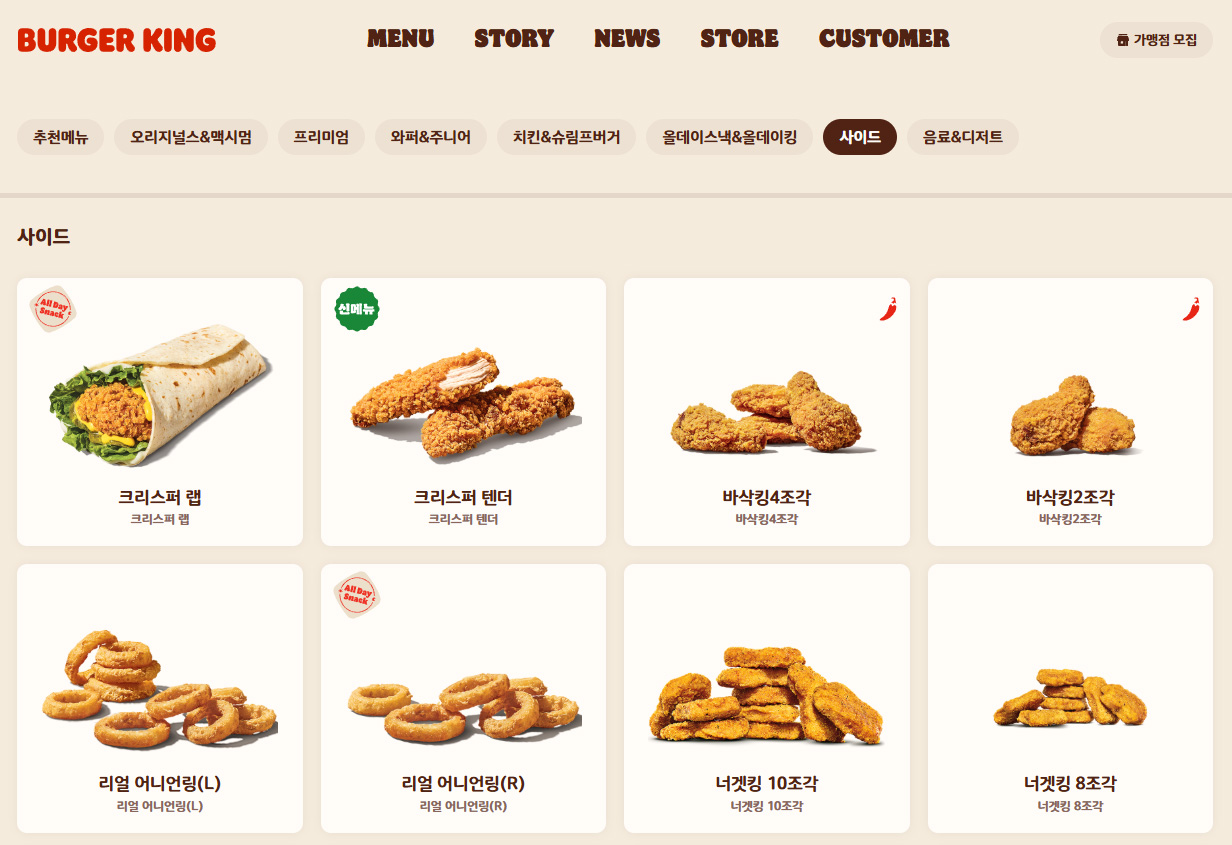 BURGER KING
MENU STORY NEWS STORE CUSTOMER
가맹점 모집
추천메뉴 오리지널스&맥시멈 프리미엄 와퍼&주니어 치킨&슈림프버거 올데이스낵&올데이킹 사이드 음료&디저트
사이드
All Day
Snack
신메뉴
크리스퍼 랩
크리스퍼 랩
크리스퍼 텐더
크리스퍼 텐더
바삭킹4조각
바삭킹4조각
바삭킹2조각
바삭킹2조각
All Day
Snack
리얼 어니언링(L)
리얼 어니언링(L)
리얼 어니언링(R)
리얼 어니언링(R)
너겟킹 10조각
너겟킹 10조각
너겟킹 8조각
너겟킹 8조각